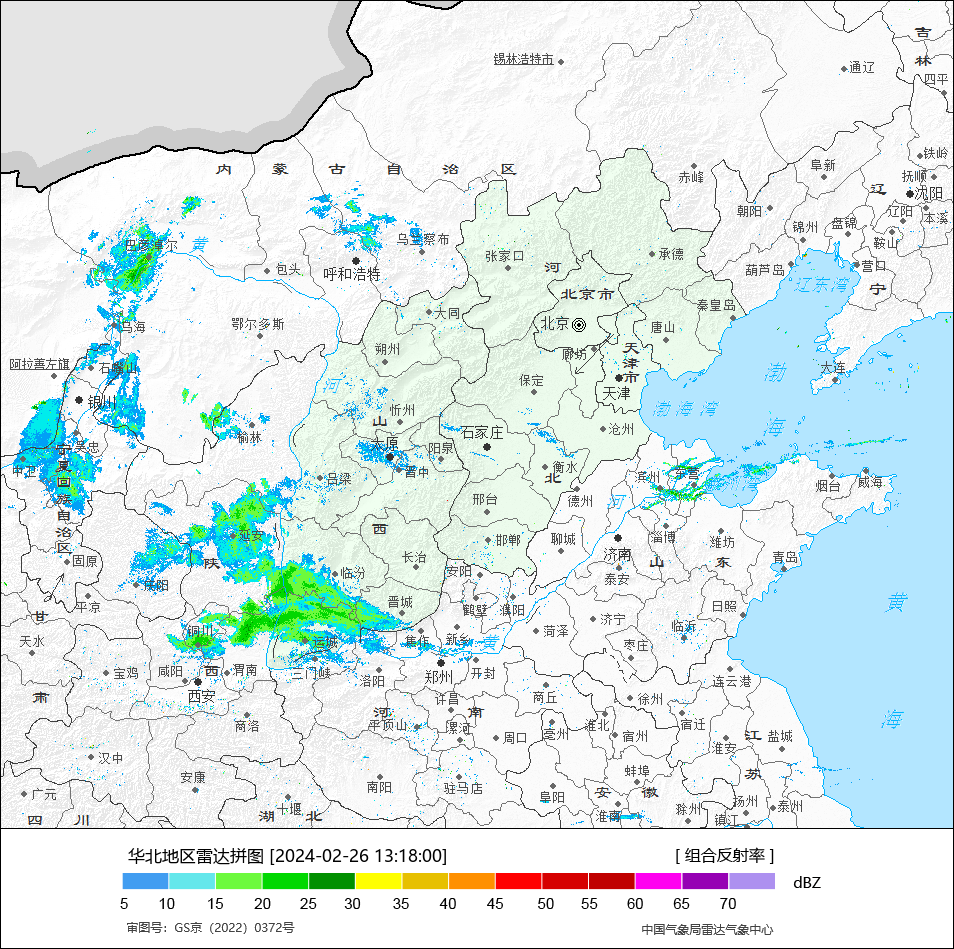 吉
锡林浩特市
通辽
林
四平
铁岭
内 蒙 古 自 治 区
阜新
抚顺
赤峰
辽
沈阳
朝阳
辽阳
本溪
锦州
盘锦
鞍山
巴彦淖尔
黄
乌兰察布
张家口
承德
呼和浩特
包头
河
葫芦岛
营口
辽东湾
宁
北京市
秦皇岛
大同
乌海
鄂尔多斯
北京
唐山
朔州
廊坊
天
津
市
阿拉善左旗
石嘴山
大连
渤
河
保定
天津
银川
忻州
渤海湾
山
榆林
石家庄
沧州
海
太原
阳泉
吴忠
宁
夏
回
族
自
治
区
中卫
晋中
衡水
吕梁
北
滨州
东营
烟台
威海
莱州湾
邢台
德州
河
西
延安
邯郸
聊城
济南
淄博
潍坊
固原
陕
长治
山
东
青岛
庆阳
临汾
安阳
泰安
平凉
晋城
鹤壁
濮阳
日照
黄
甘
济宁
铜川
临沂
天水
运城
焦作
新乡
黄
菏泽
枣庄
宝鸡
咸阳
西
渭南
三门峡
洛阳
郑州
开封
连云港
西安
肃
许昌
商丘
徐州
商洛
河
南
宿迁
海
平顶山
漯河
亳州
淮北
宿州
江
盐城
周口
淮安
汉中
安康
南阳
驻马店
蚌埠
苏
广元
阜阳
安
徽
扬州
十堰
滁州
泰州
四 川
湖 北
淮南
镇江
华北地区雷达拼图 [2024-02-26 13:18:00]
[ 组合反射率 ]
dBZ
5 10 15 20 25 30 35 40 45 50 55 60 65 70
审图号：GS京（2022）0372号
中国气象局雷达气象中心